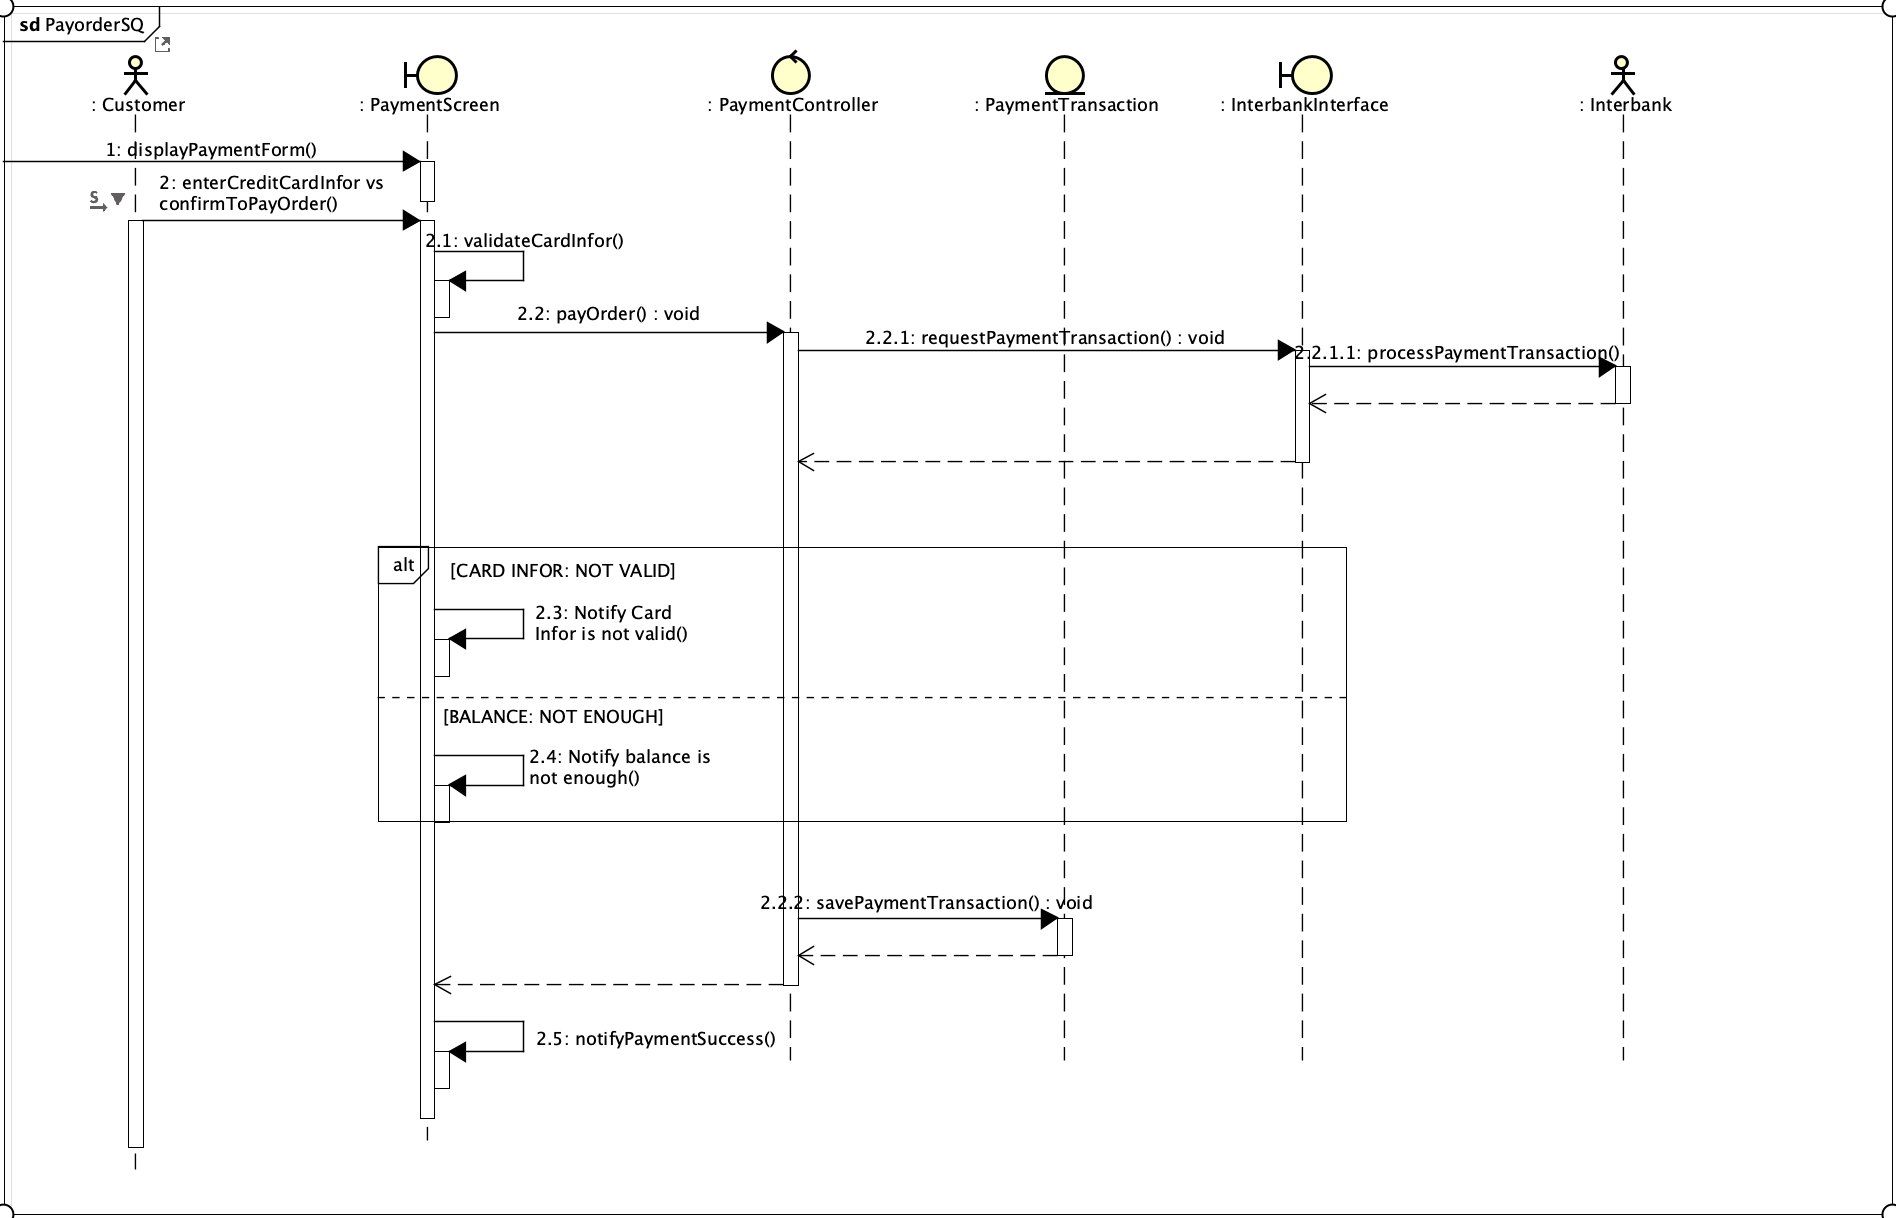 sd PayorderSQ
: Customer
: PaymentScreen
: PaymentController
: PaymentTransaction
: InterbankInterface
: Interbank
1: displayPaymentForm()
S
2: enterCreditCardInfor vs
confirmToPayOrder()
2.1: validateCardInfor()
2.2: payOrder() : void
2.2.1: requestPaymentTransaction() : void
2.2.1.1: processPaymentTransaction()
alt
[CARD INFOR: NOT VALID]
2.3: Notify Card
Infor is not valid()
[BALANCE: NOT ENOUGH]
2.4: Notify balance is
not enough()
2.2.2: savePaymentTransaction() : void
2.5: notifyPaymentSuccess()